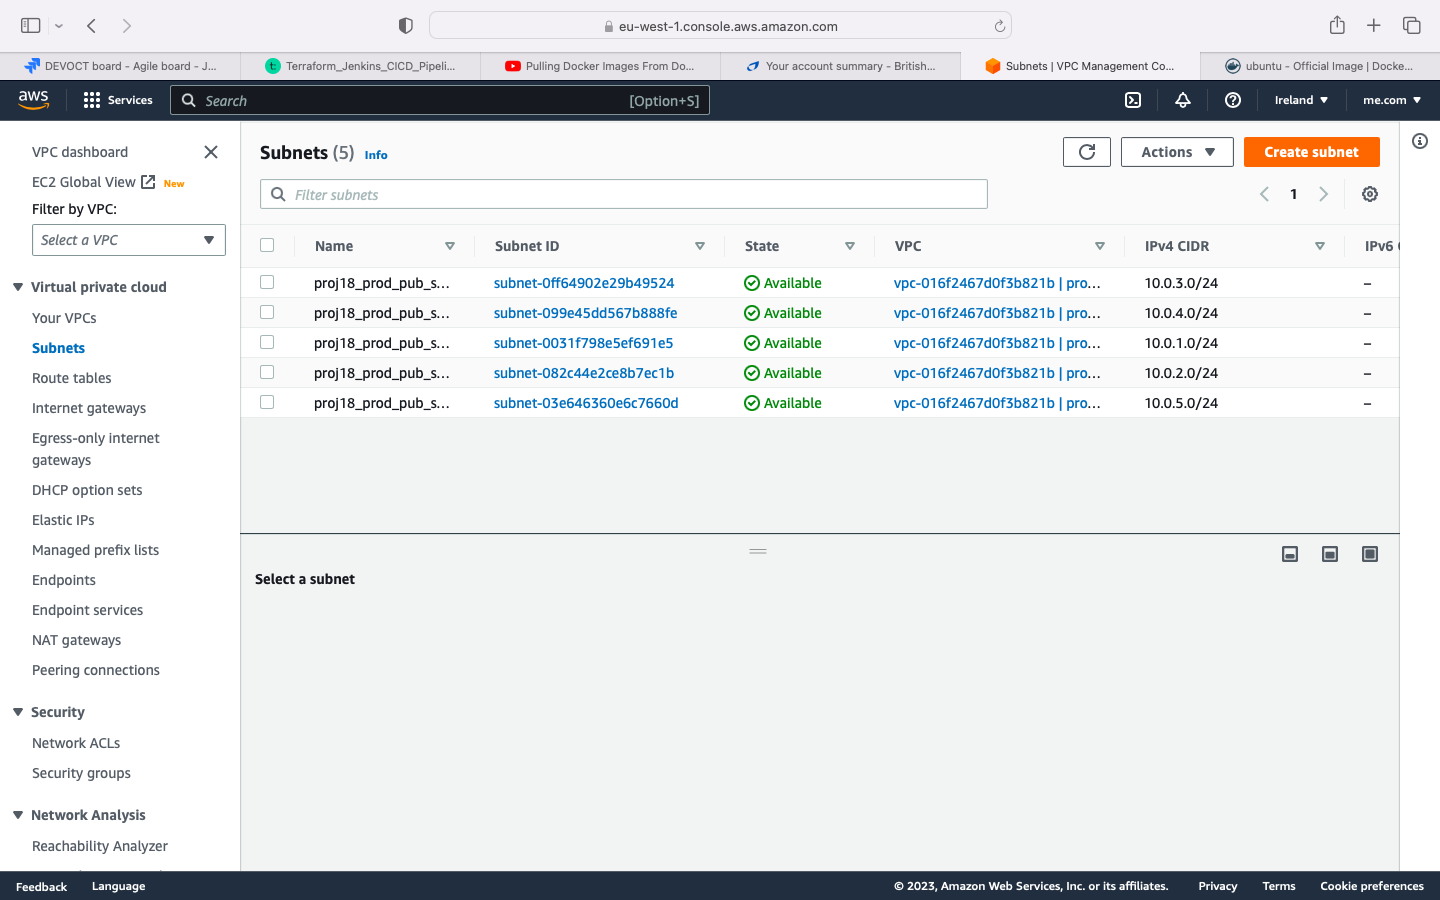 eu-west-1.console.aws.amazon.com
DEVOCT board - Agile board - J...
Terraform_Jenkins_CICD_Pipeli...
Pulling Docker Images From Do...
Your account summary - British...
Subnets | VPC Management Co...
ubuntu - Official Image | Docke...
aws
Services
Search
[Option+S]
Ireland
me.com
VPC dashboard
EC2 Global View New
Filter by VPC:
Select a VPC
Virtual private cloud
Your VPCs
Subnets
Route tables
Internet gateways
Egress-only internet
gateways
DHCP option sets
Elastic IPs
Managed prefix lists
Endpoints
Endpoint services
NAT gateways
Peering connections
Security
Network ACLs
Security groups
Network Analysis
Reachability Analyzer
Subnets (5) Info
Actions
Create subnet
Filter subnets
1
Name Subnet ID State VPC IPv4 CIDR IPv6
proj18_prod_pub_s... subnet-0ff64902e29b49524 Available vpc-016f2467d0f3b821b | pro... 10.0.3.0/24 –
proj18_prod_pub_s... subnet-099e45dd567b888fe Available vpc-016f2467d0f3b821b | pro... 10.0.4.0/24 –
proj18_prod_pub_s... subnet-0031f798e5ef691e5 Available vpc-016f2467d0f3b821b | pro... 10.0.1.0/24 –
proj18_prod_pub_s... subnet-082c44e2ce8b7ec1b Available vpc-016f2467d0f3b821b | pro... 10.0.2.0/24 –
proj18_prod_pub_s... subnet-03e646360e6c7660d Available vpc-016f2467d0f3b821b | pro... 10.0.5.0/24 –
Select a subnet
Feedback Language © 2023, Amazon Web Services, Inc. or its affiliates. Privacy Terms Cookie preferences